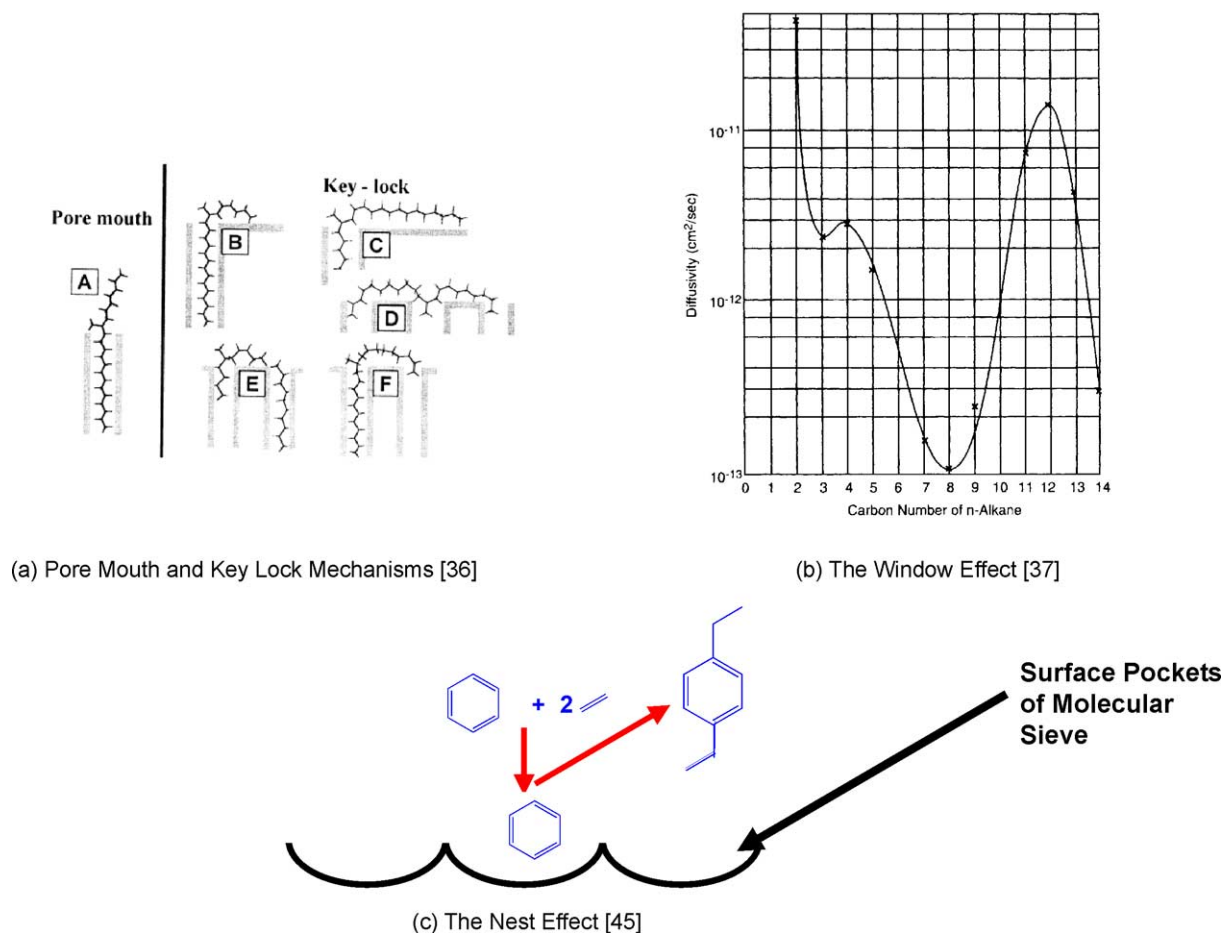 Pore mouth
Key - lock
A
B
C
D
E
F
Diffusivity (cm²/sec)
10⁻¹¹
10⁻¹²
10⁻¹³
0 1 2 3 4 5 6 7 8 9 10 11 12 13 14
Carbon Number of n-Alkane
(a) Pore Mouth and Key Lock Mechanisms [36]
(b) The Window Effect [37]
+ 2
Surface Pockets
of Molecular
Sieve
(c) The Nest Effect [45]